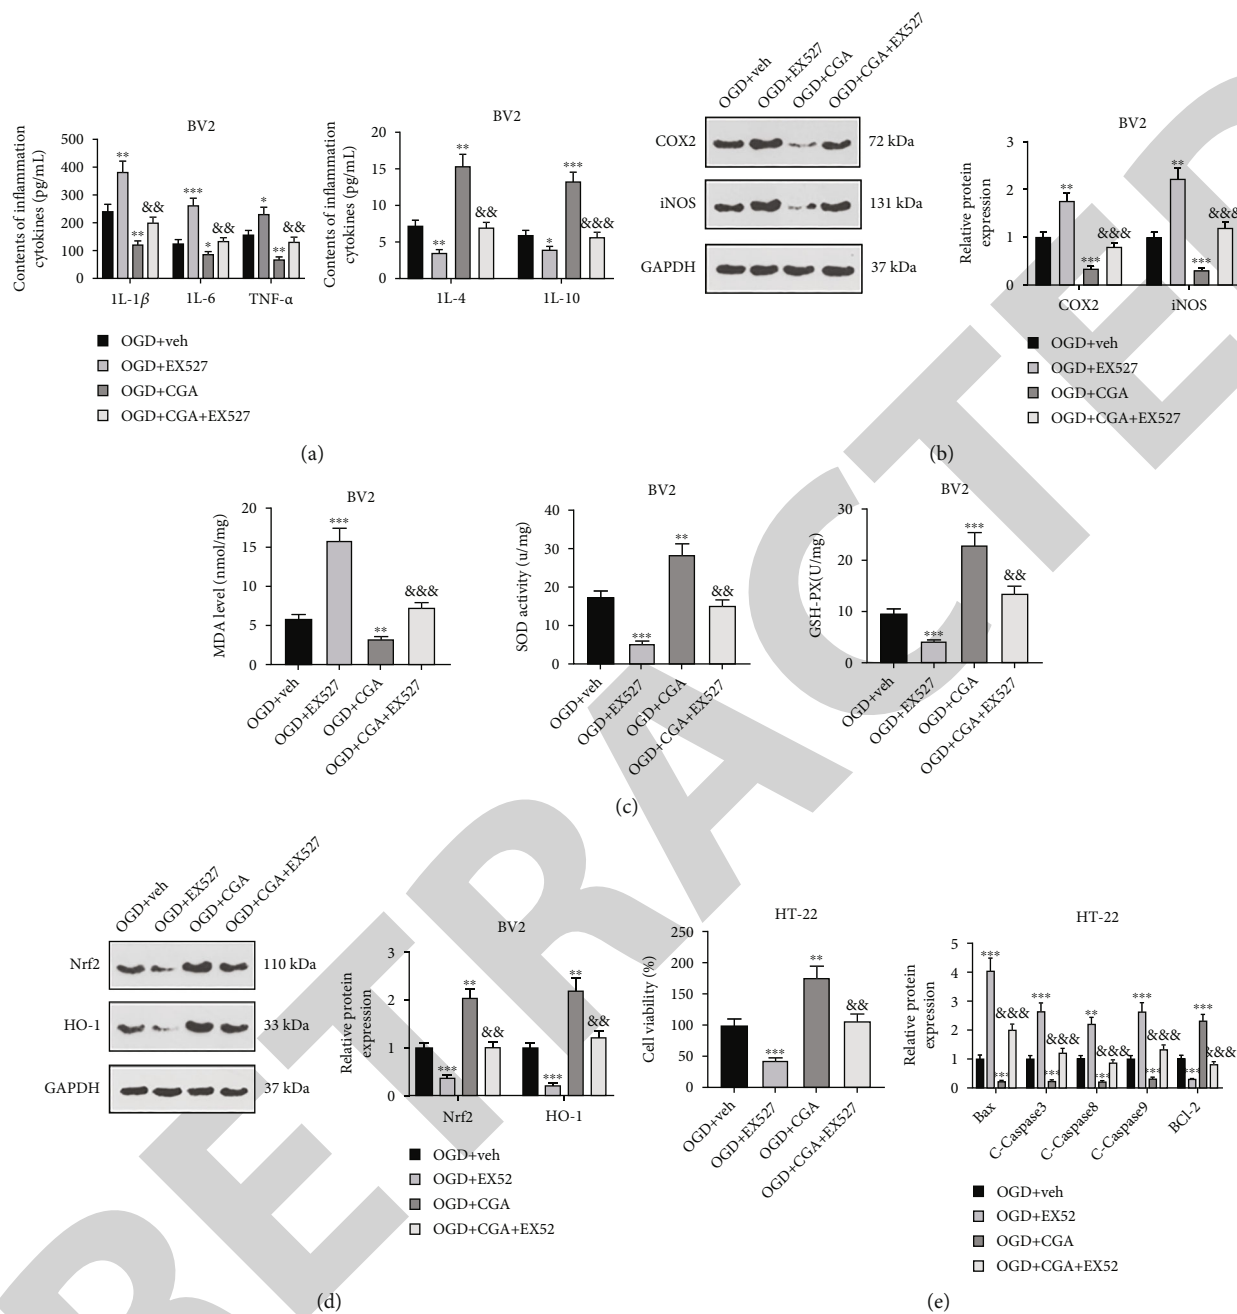 BV2
Contents of inflammation
cytokines (pg/mL)
500
400
300
200
100
0
** *** *
** * **
&& && &&
1L-1β 1L-6 TNF-α
BV2
Contents of inflammation
cytokines (pg/mL)
20
15
10
5
0
** ***
** *
&& &&&
1L-4 1L-10
OGD+veh
OGD+EX527
OGD+CGA
OGD+CGA+EX527
(a)
OGD+veh
OGD+EX527
OGD+CGA
OGD+CGA+EX527
COX2 72 kDa
iNOS 131 kDa
GAPDH 37 kDa
BV2
Relative protein
expression
3
2
1
0
** **
*** ***
&&& &&&
COX2 iNOS
OGD+veh
OGD+EX527
OGD+CGA
OGD+CGA+EX527
(b)
BV2
MDA level (nmol/mg)
20
15
10
5
0
***
**
&&&
OGD+veh
OGD+EX527
OGD+CGA
OGD+CGA+EX527
BV2
SOD activity (u/mg)
40
30
20
10
0
***
**
&&
OGD+veh
OGD+EX527
OGD+CGA
OGD+CGA+EX527
BV2
GSH-PX(U/mg)
30
20
10
0
***
***
&&
OGD+veh
OGD+EX527
OGD+CGA
OGD+CGA+EX527
(c)
OGD+veh
OGD+EX527
OGD+CGA
OGD+CGA+EX527
Nrf2 110 kDa
HO-1 33 kDa
GAPDH 37 kDa
BV2
Relative protein
expression
3
2
1
0
*** ***
** **
&& &&
Nrf2 HO-1
OGD+veh
OGD+EX52
OGD+CGA
OGD+CGA+EX52
(d)
HT-22
Cell viability (%)
250
200
150
100
50
0
***
**
&&
OGD+veh
OGD+EX527
OGD+CGA
OGD+CGA+EX527
HT-22
Relative protein
expression
5
4
3
2
1
0
*** *** ** *** ***
*** *** *** *** ***
&&& &&& &&& &&& &&&
Bax
C-Caspase3
C-Caspase8
C-Caspase9
BCl-2
OGD+veh
OGD+EX52
OGD+CGA
OGD+CGA+EX52
(e)
RETRACTED